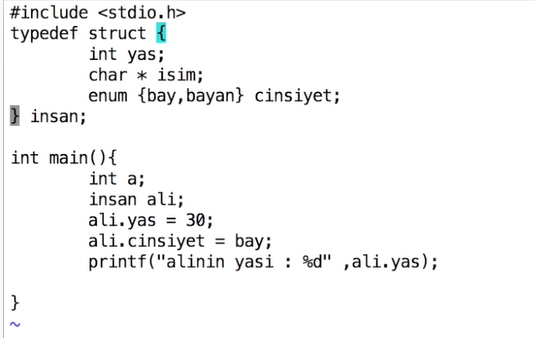 #include <stdio.h>
typedef struct {
        int yas;
        char * isim;
        enum {bay,bayan} cinsiyet;
} insan;

int main(){
        int a;
        insan ali;
        ali.yas = 30;
        ali.cinsiyet = bay;
        printf("alinin yasi : %d" ,ali.yas);

}
~